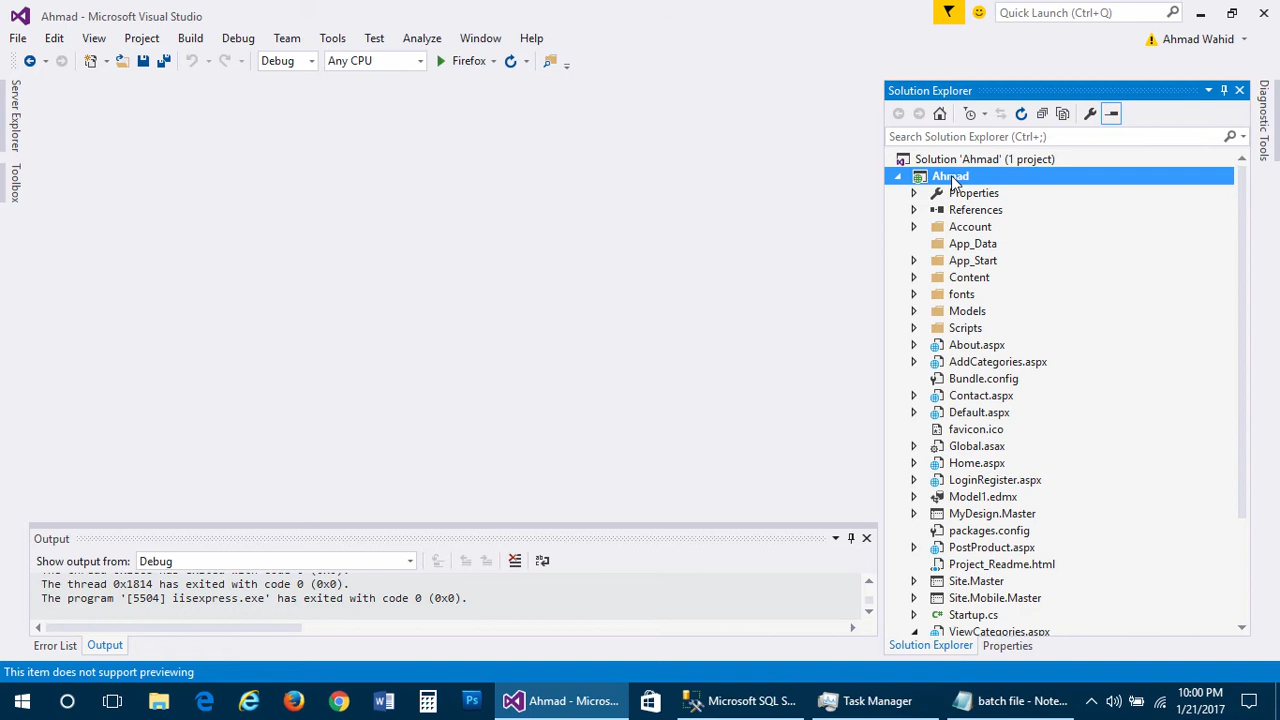 Ahmad - Microsoft Visual Studio
Quick Launch (Ctrl+Q)
File Edit View Project Build Debug Team Tools Test Analyze Window Help
Ahmad Wahid
Debug Any CPU Firefox
Server Explorer
Toolbox
Solution Explorer
Search Solution Explorer (Ctrl+;)
Solution 'Ahmad' (1 project)
Ahmad
Properties
References
Account
App_Data
App_Start
Content
fonts
Models
Scripts
About.aspx
AddCategories.aspx
Bundle.config
Contact.aspx
Default.aspx
favicon.ico
Global.asax
Home.aspx
LoginRegister.aspx
Model1.edmx
MyDesign.Master
packages.config
PostProduct.aspx
Project_Readme.html
Site.Master
Site.Mobile.Master
Startup.cs
ViewCategories.aspx
Solution Explorer Properties
Diagnostic Tools
Output
Show output from: Debug
The thread 0x1814 has exited with code 0 (0x0).
The program '[5504] iisexpress.exe' has exited with code 0 (0x0).
Error List Output
This item does not support previewing
Ahmad - Micros...
Microsoft SQL S...
Task Manager
batch file - Note...
10:00 PM
1/21/2017